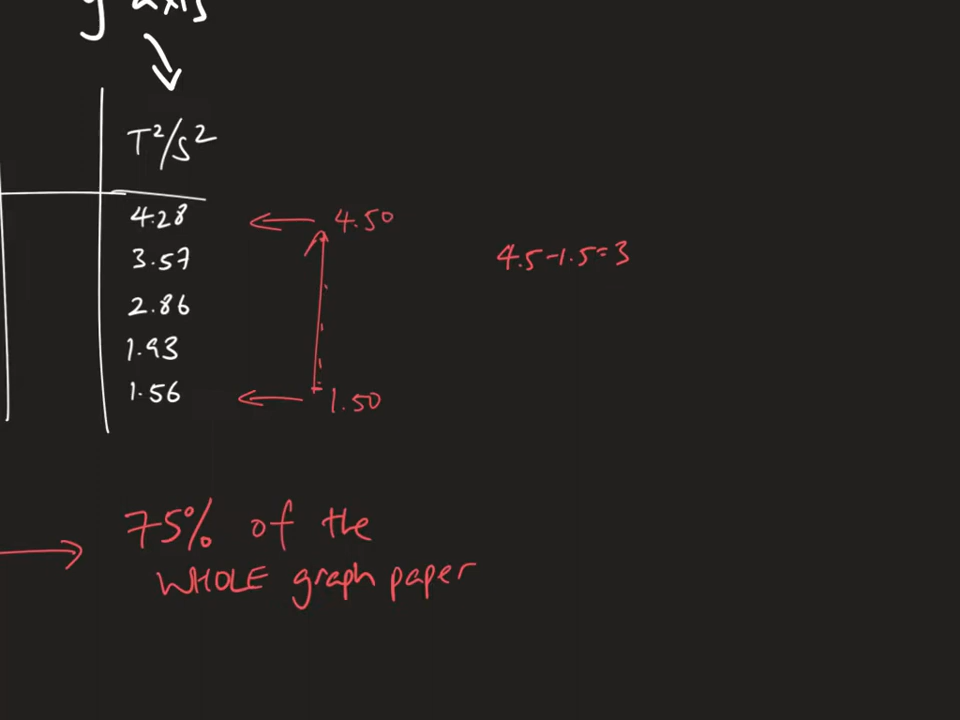 y axis
T²/s²
4.28
3.57
2.86
1.93
1.56
4.50
1.50
4.5-1.5=3
75% of the
WHOLE graph paper